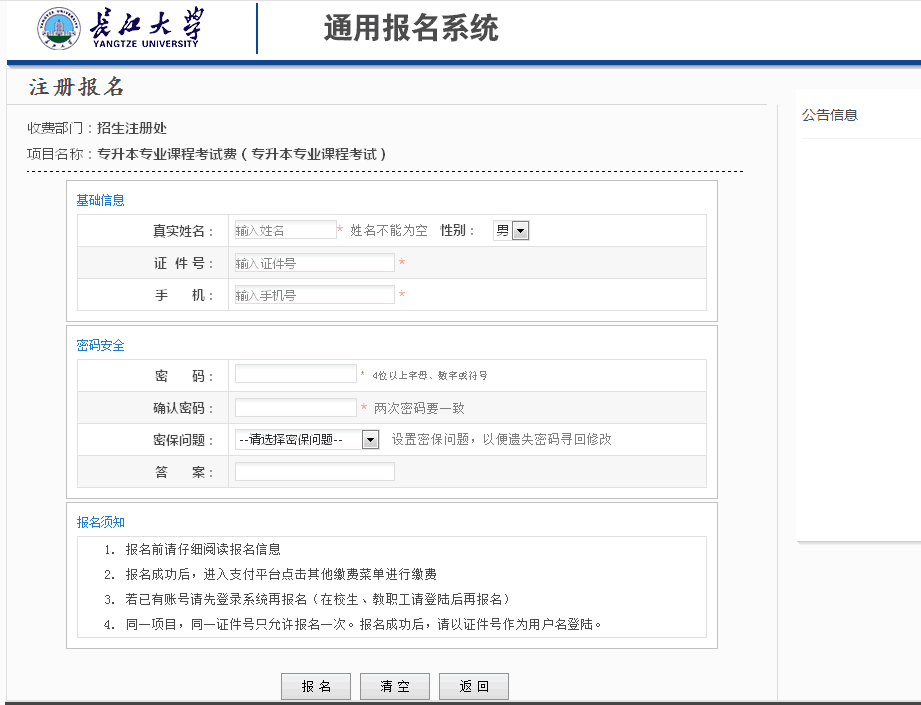 长江大学
YANGTZE UNIVERSITY
通用报名系统
注册报名
收费部门：招生注册处
项目名称：专升本专业课程考试费（专升本专业课程考试）
基础信息
真实姓名： 输入姓名 * 姓名不能为空 性别： 男
证 件 号： 输入证件号 *
手 机： 输入手机号 *
密码安全
密 码： * 4位以上字母、数字或符号
确认密码： * 两次密码要一致
密保问题： --请选择密保问题-- 设置密保问题，以便遗失密码寻回修改
答 案：
报名须知
1. 报名前请仔细阅读报名信息
2. 报名成功后，进入支付平台点击其他缴费菜单进行缴费
3. 若已有账号请先登录系统再报名（在校生、教职工请登陆后再报名）
4. 同一项目，同一证件号只允许报名一次。报名成功后，请以证件号作为用户名登陆。
报 名 清 空 返 回
公告信息